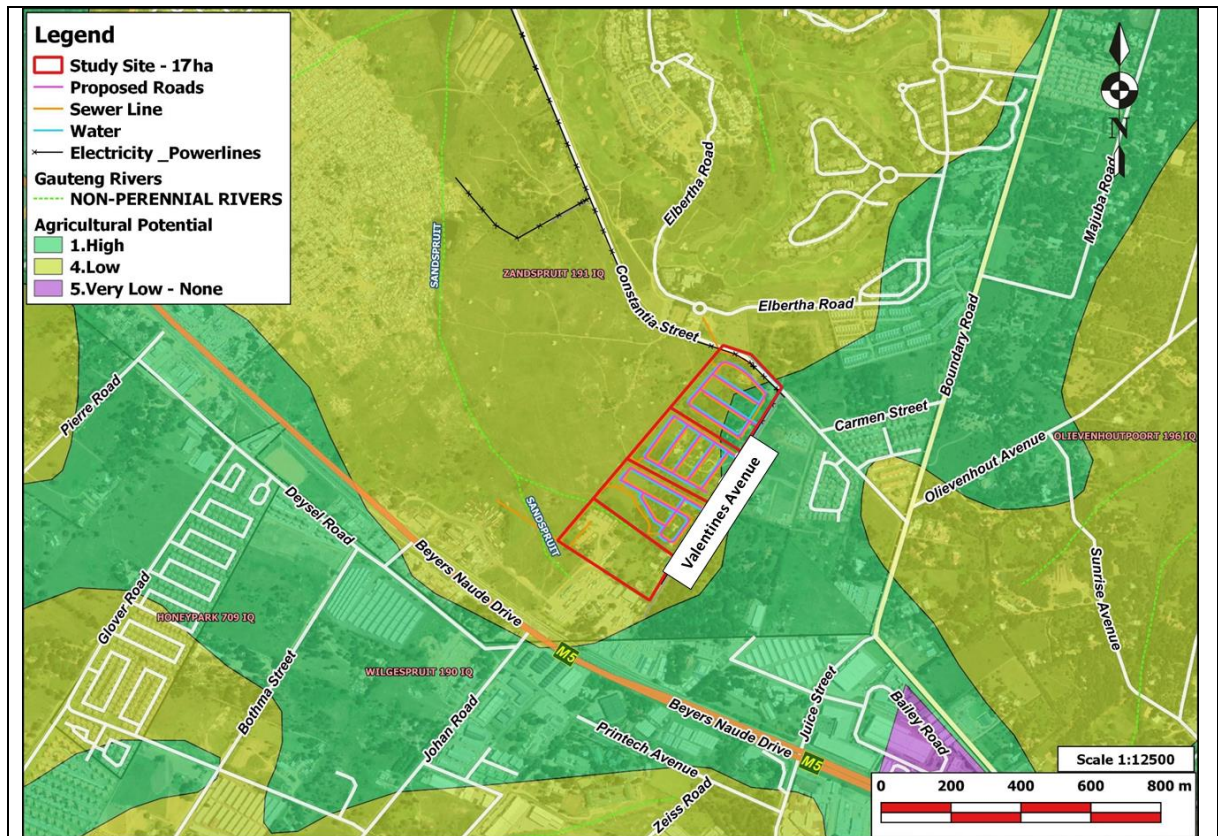 Legend
Study Site - 17ha
Proposed Roads
Sewer Line
Water
Electricity _Powerlines
Gauteng Rivers
NON-PERENNIAL RIVERS
Agricultural Potential
1.High
4.Low
5.Very Low - None
N
Elbertha Road
Majuba Road
SANDSPRUIT
ZANDSPRUIT 191 IQ
Constantia Street
Elbertha Road
Boundary Road
Pierre Road
Carmen Street
OLIEVENHOUTPOORT 196 IQ
Olievenhout Avenue
Deysel Road
SANDSPRUIT
Valentines Avenue
Beyers Naude Drive
Sunrise Avenue
Glover Road
HONEYPARK 709 IQ
M5
WILGESPRUIT 190 IQ
Bothma Street
Johan Road
Juice Street
Bailey Road
Beyers Naude Drive
Printech Avenue
M5
Zeiss Road
Scale 1:12500
0 200 400 600 800 m